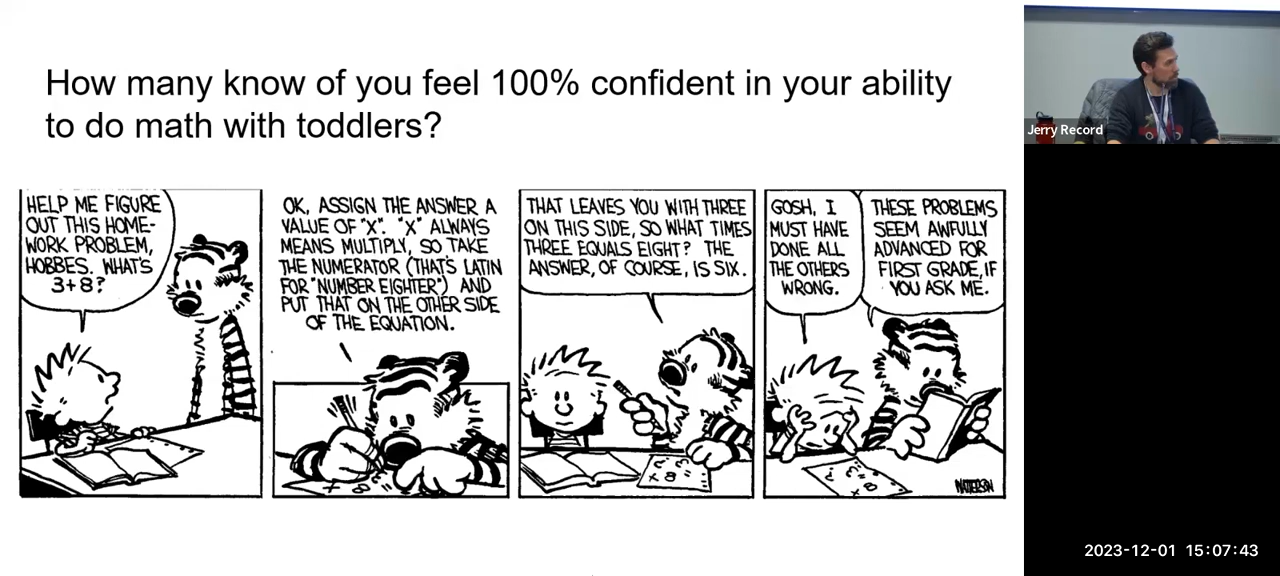 How many know of you feel 100% confident in your ability
to do math with toddlers?
HELP ME FIGURE
OUT THIS HOME-
WORK PROBLEM,
HOBBES. WHAT'S
3+8?
OK, ASSIGN THE ANSWER A
VALUE OF "X". "X" ALWAYS
MEANS MULTIPLY, SO TAKE
THE NUMERATOR (THAT'S LATIN
FOR "NUMBER EIGHTER") AND
PUT THAT ON THE OTHER SIDE
OF THE EQUATION.
THAT LEAVES YOU WITH THREE
ON THIS SIDE, SO WHAT TIMES
THREE EQUALS EIGHT? THE
ANSWER, OF COURSE, IS SIX.
GOSH, I
MUST HAVE
DONE ALL
THE OTHERS
WRONG.
THESE PROBLEMS
SEEM AWFULLY
ADVANCED FOR
FIRST GRADE, IF
YOU ASK ME.
WATTERSON
Jerry Record
2023-12-01 15:07:43